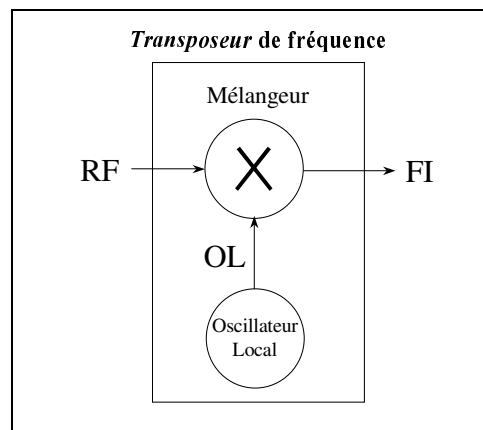 Transposeur de fréquence
Mélangeur
RF
FI
OL
Oscillateur
Local